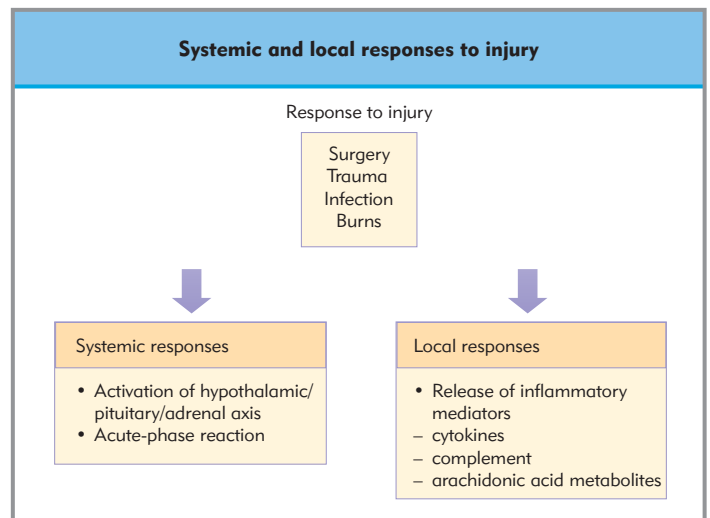 Systemic and local responses to injury
Response to injury
Surgery
Trauma
Infection
Burns
Systemic responses
• Activation of hypothalamic/
pituitary/adrenal axis
• Acute-phase reaction
Local responses
• Release of inflammatory
mediators
– cytokines
– complement
– arachidonic acid metabolites